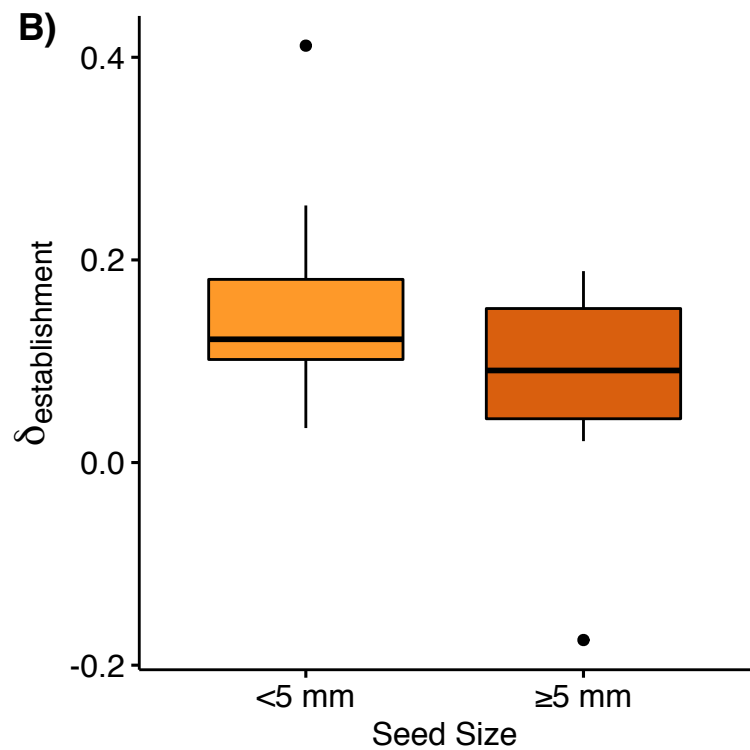 B)
0.4
0.2
0.0
-0.2
δestablishment
<5 mm
≥5 mm
Seed Size